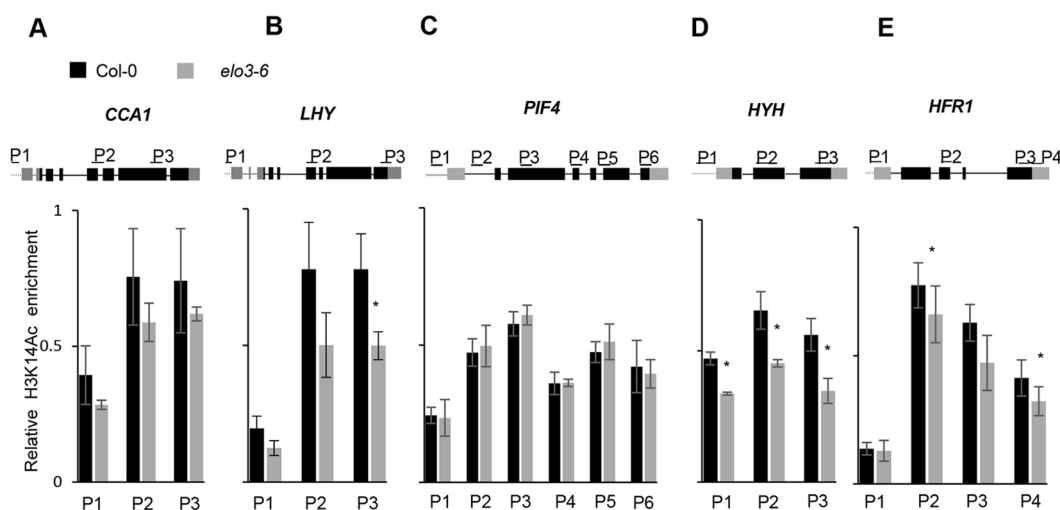 A B C D E
Col-0 elo3-6
CCA1 LHY PIF4 HYH HFR1
P1 P2 P3 P1 P2 P3 P1 P2 P3 P4 P5 P6 P1 P2 P3 P1 P2 P3 P4
Relative H3K14Ac enrichment
1
0.5
0
* * * * * *
P1 P2 P3 P1 P2 P3 P1 P2 P3 P4 P5 P6 P1 P2 P3 P1 P2 P3 P4